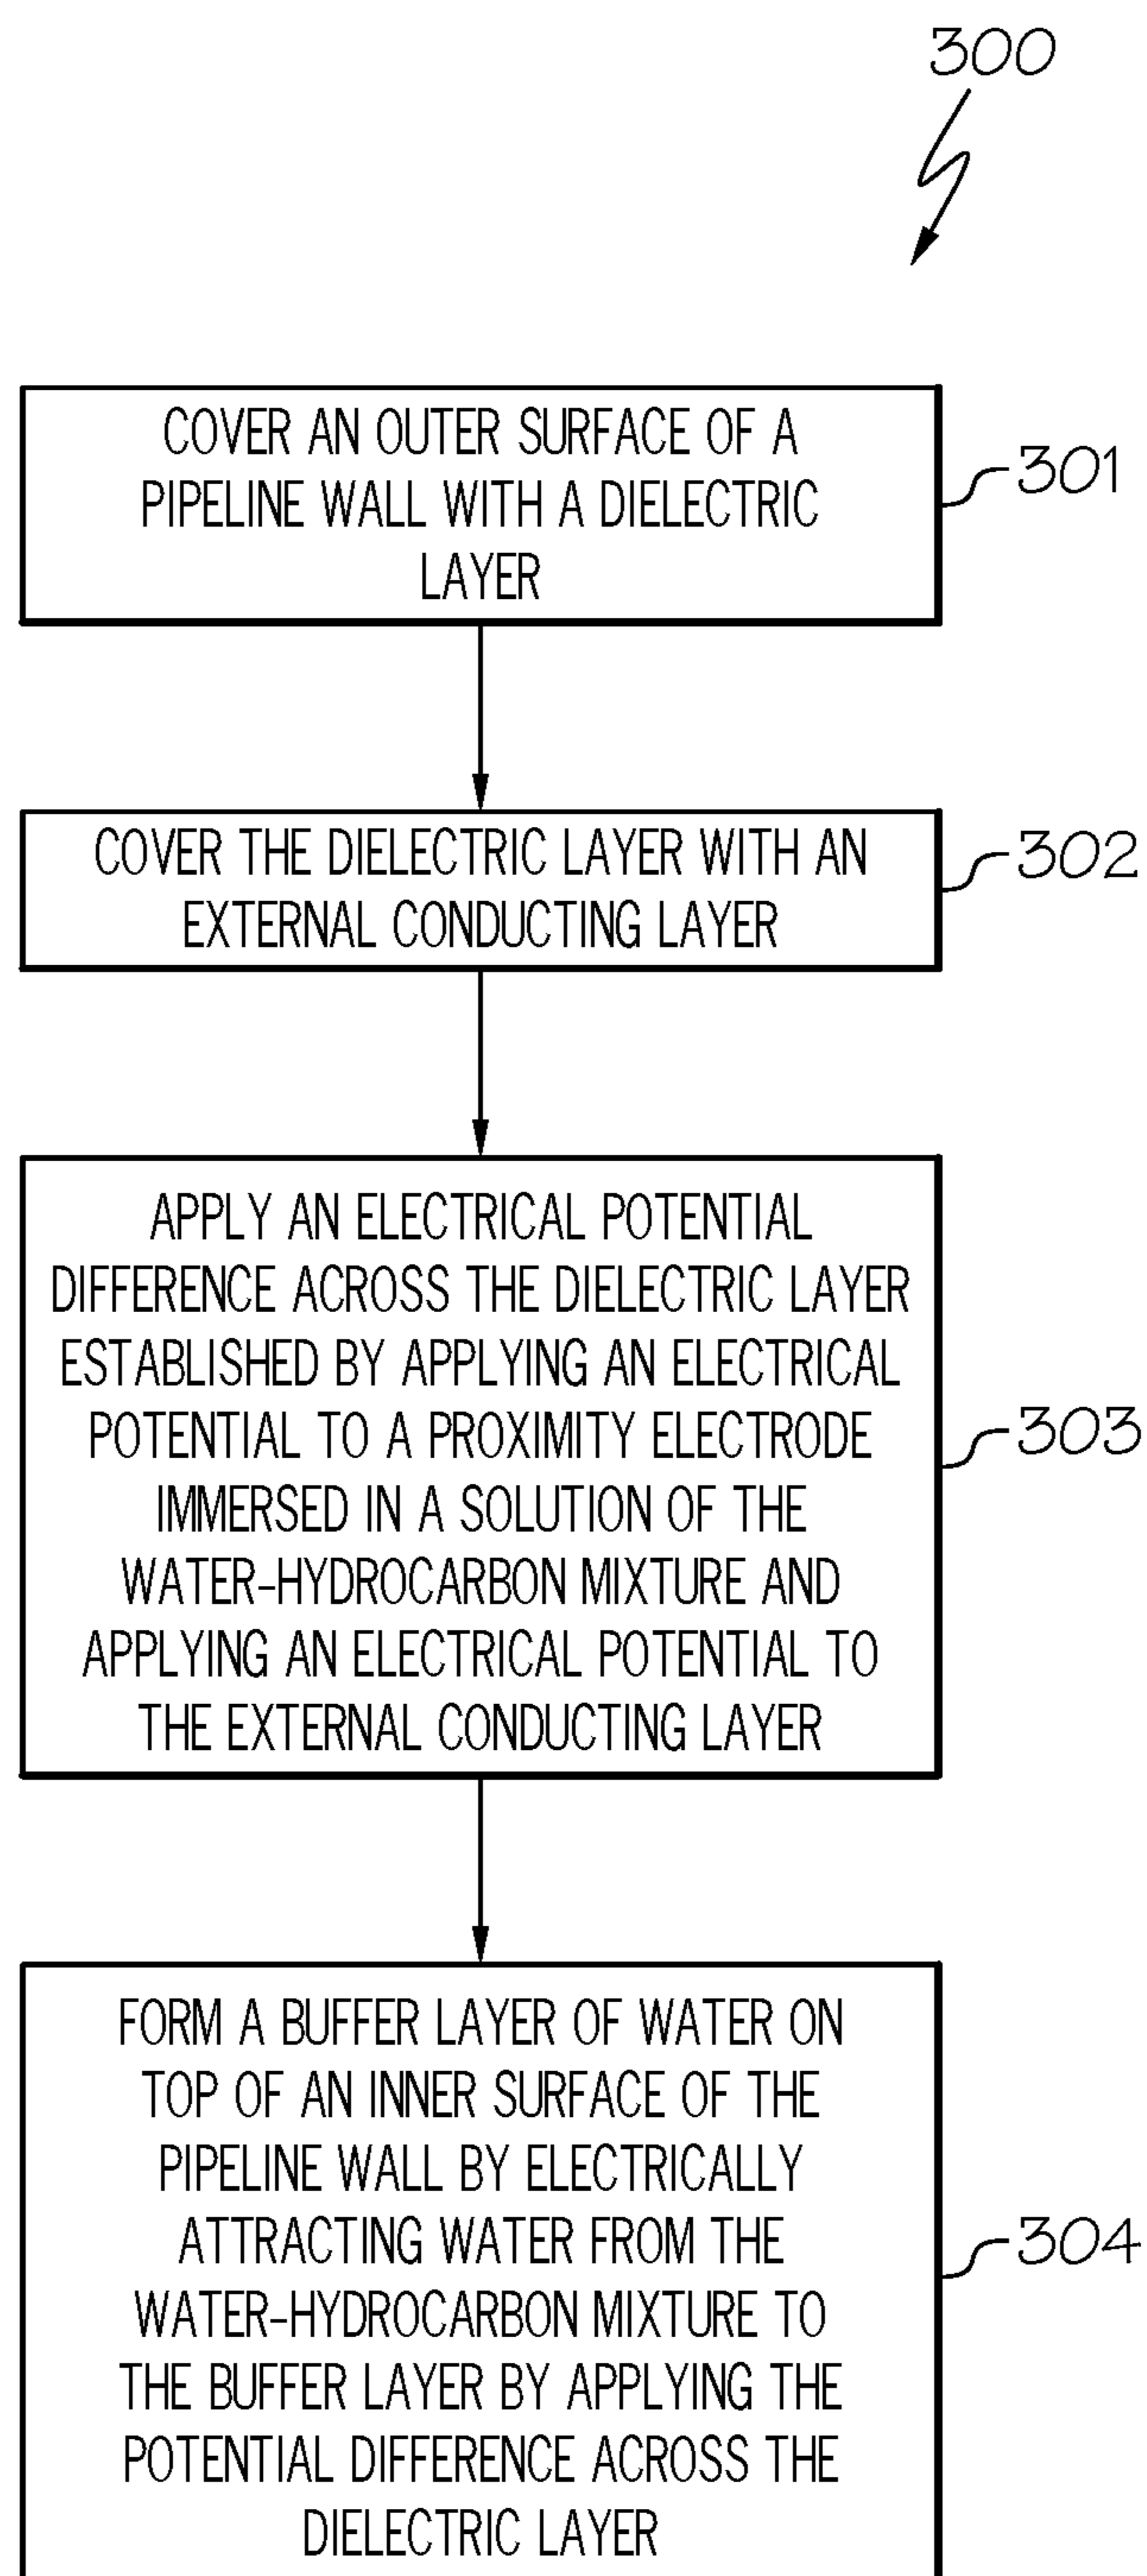 300
COVER AN OUTER SURFACE OF A
PIPELINE WALL WITH A DIELECTRIC
LAYER
301
COVER THE DIELECTRIC LAYER WITH AN
EXTERNAL CONDUCTING LAYER
302
APPLY AN ELECTRICAL POTENTIAL
DIFFERENCE ACROSS THE DIELECTRIC LAYER
ESTABLISHED BY APPLYING AN ELECTRICAL
POTENTIAL TO A PROXIMITY ELECTRODE
IMMERSED IN A SOLUTION OF THE
WATER-HYDROCARBON MIXTURE AND
APPLYING AN ELECTRICAL POTENTIAL TO
THE EXTERNAL CONDUCTING LAYER
303
FORM A BUFFER LAYER OF WATER ON
TOP OF AN INNER SURFACE OF THE
PIPELINE WALL BY ELECTRICALLY
ATTRACTING WATER FROM THE
WATER-HYDROCARBON MIXTURE TO
THE BUFFER LAYER BY APPLYING THE
POTENTIAL DIFFERENCE ACROSS THE
DIELECTRIC LAYER
304